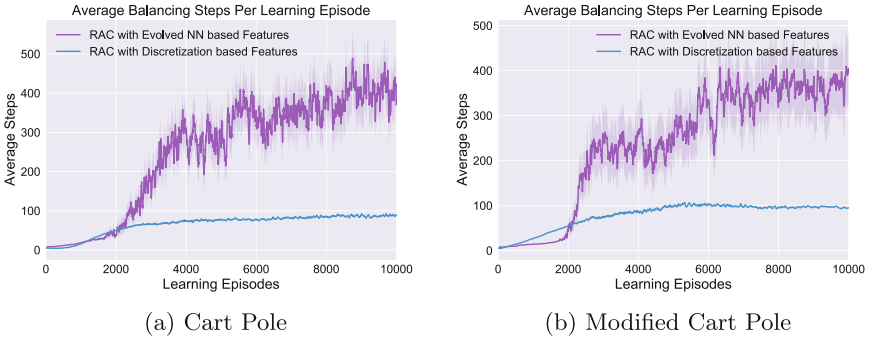 Average Balancing Steps Per Learning Episode
RAC with Evolved NN based Features
RAC with Discretization based Features
500
400
300
200
100
0
Average Steps
0 2000 4000 6000 8000 10000
Learning Episodes
(a) Cart Pole
Average Balancing Steps Per Learning Episode
RAC with Evolved NN based Features
RAC with Discretization based Features
500
400
300
200
100
0
Average Steps
0 2000 4000 6000 8000 10000
Learning Episodes
(b) Modified Cart Pole